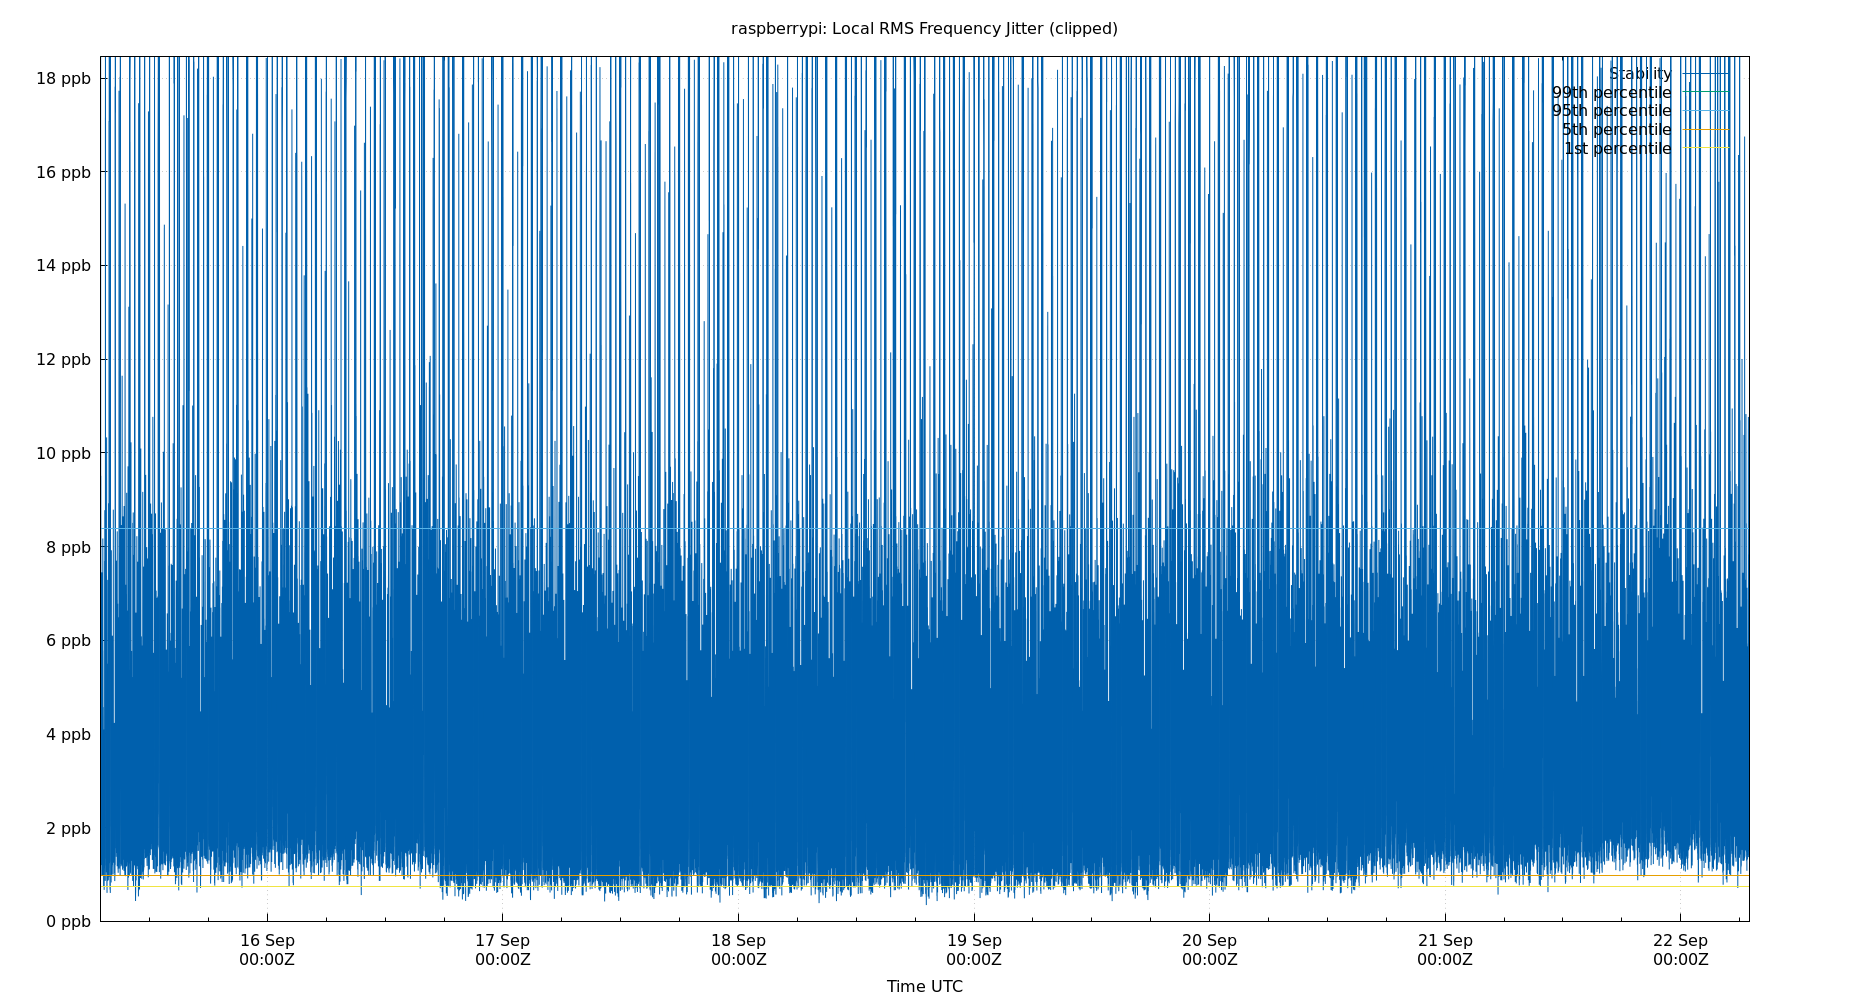 raspberrypi: Local RMS Frequency Jitter (clipped)
18 ppb
16 ppb
14 ppb
12 ppb
10 ppb
8 ppb
6 ppb
4 ppb
2 ppb
0 ppb
Stability
99th percentile
95th percentile
5th percentile
1st percentile
16 Sep
00:00Z
17 Sep
00:00Z
18 Sep
00:00Z
19 Sep
00:00Z
20 Sep
00:00Z
21 Sep
00:00Z
22 Sep
00:00Z
Time UTC